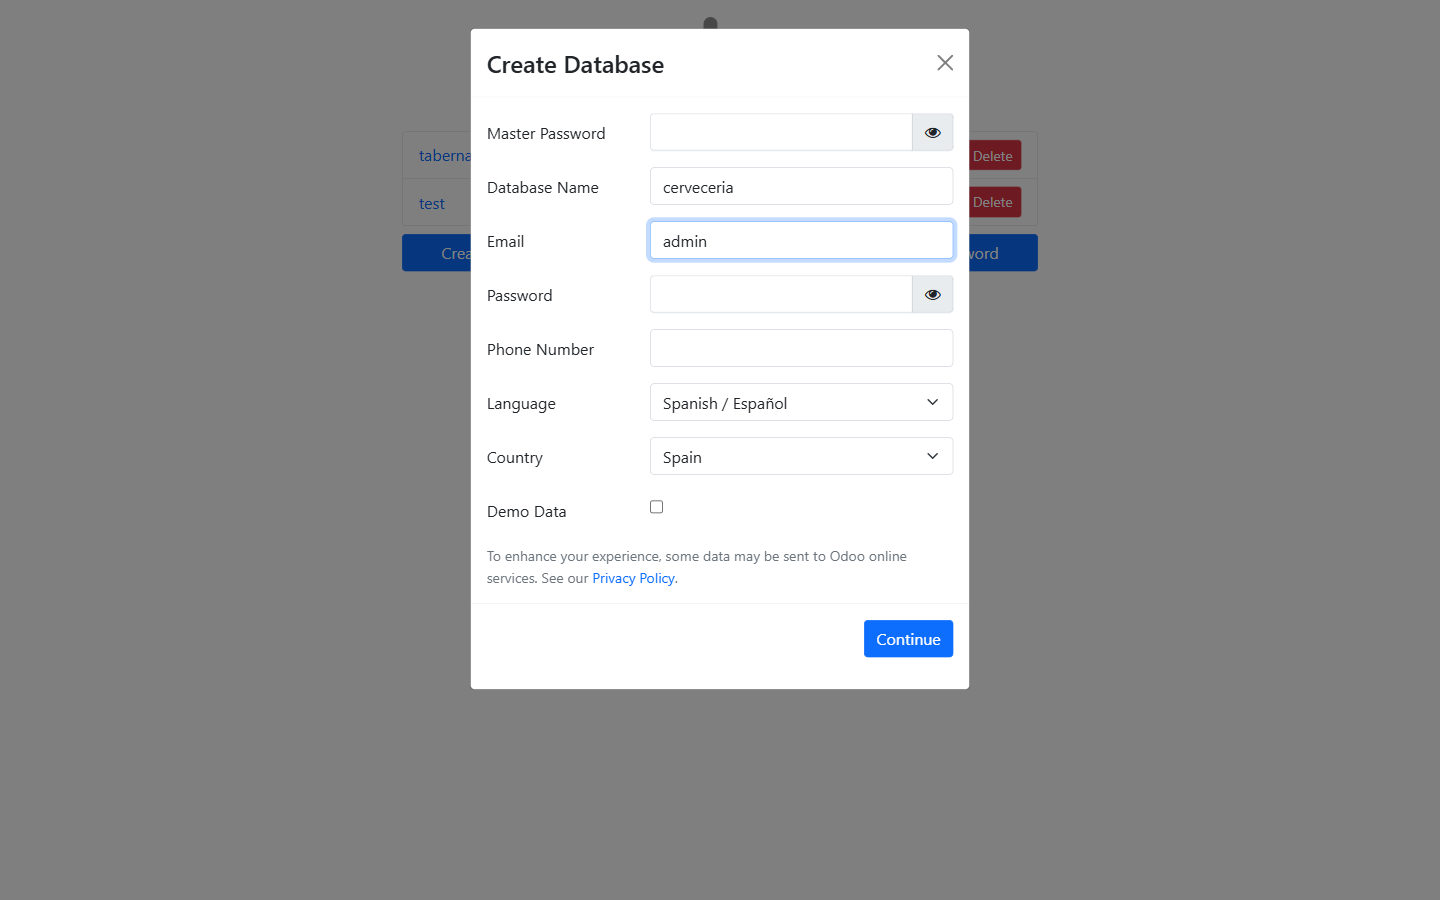 Create Database
Master Password
Database Name cerveceria
Email admin
Password
Phone Number
Language Spanish / Español
Country Spain
Demo Data
To enhance your experience, some data may be sent to Odoo online
services. See our Privacy Policy.
Continue
taberna
Delete
test
Delete